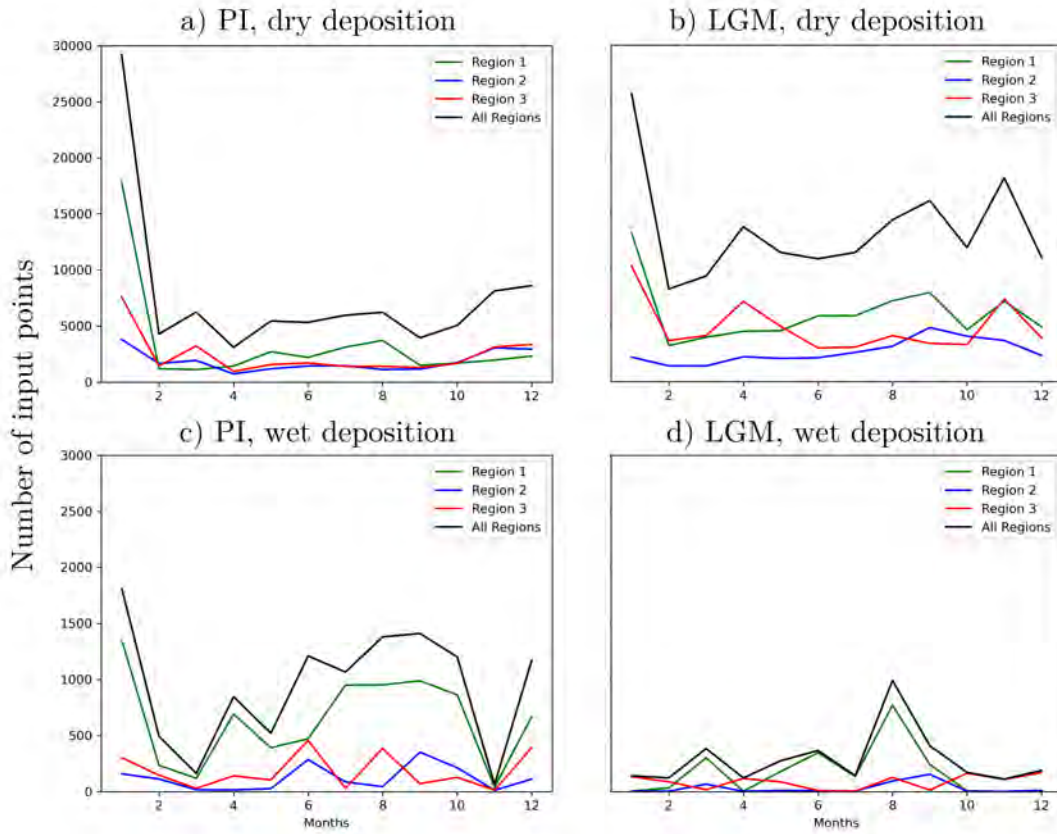 a) PI, dry deposition
b) LGM, dry deposition
Number of input points
30000
25000
20000
15000
10000
5000
0
2
4
6
8
10
12
Region 1
Region 2
Region 3
All Regions
2
4
6
8
10
12
Region 1
Region 2
Region 3
All Regions
c) PI, wet deposition
d) LGM, wet deposition
3000
2500
2000
1500
1000
500
0
2
4
6
8
10
12
Months
Region 1
Region 2
Region 3
All Regions
2
4
6
8
10
12
Months
Region 1
Region 2
Region 3
All Regions